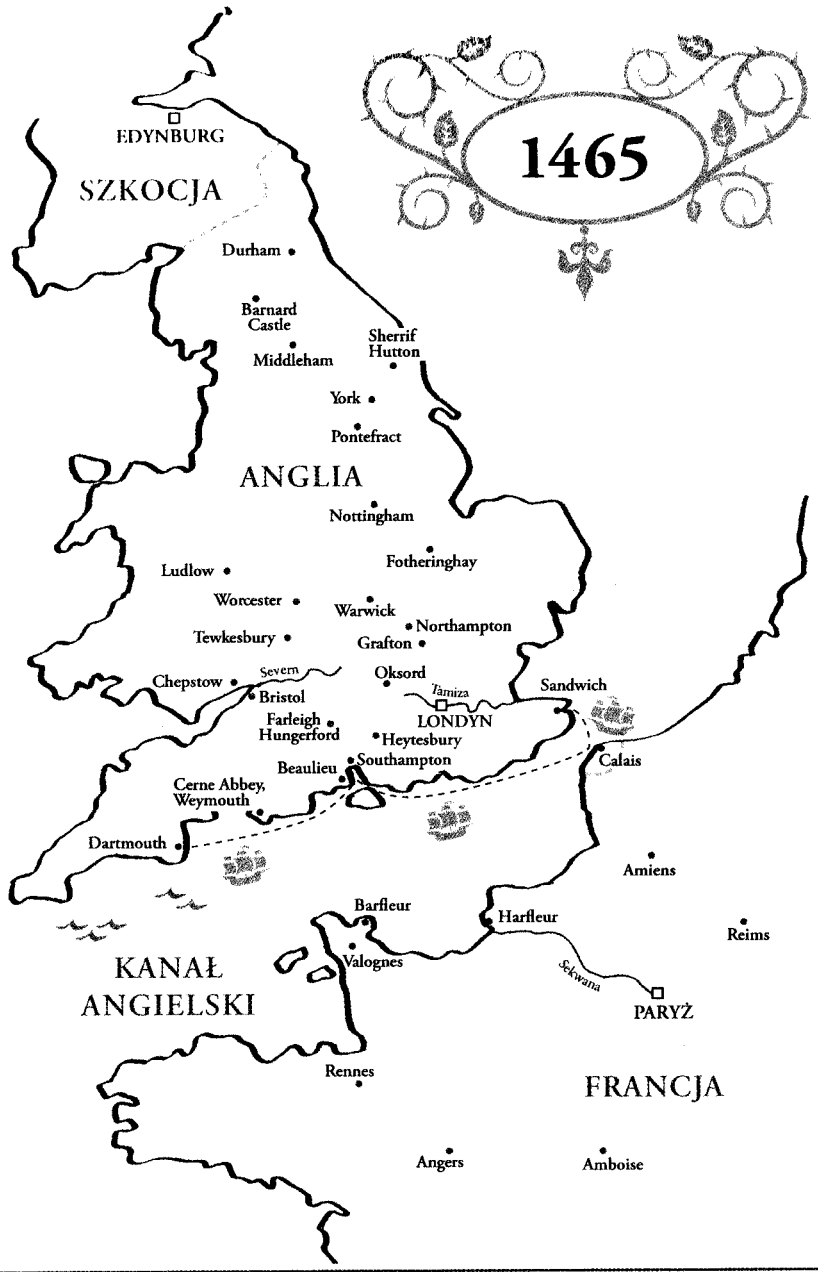 1465
EDYNBURG
SZKOCJA
Durham
Barnard
Castle
Middleham
Sherrif
Hutton
York
Pontefract
ANGLIA
Nottingham
Fotheringhay
Ludlow
Worcester
Warwick
Northampton
Tewkesbury
Grafton
Severn
Oksord
Chepstow
Sandwich
Bristol
Tamiza
LONDYN
Farleigh
Hungerford
Heytesbury
Southampton
Calais
Beaulieu
Cerne Abbey,
Weymouth
Dartmouth
Amiens
Barfleur
Harfleur
Reims
Valognes
KANAŁ
ANGIELSKI
Sekwana
PARYŻ
Rennes
FRANCJA
Angers
Amboise